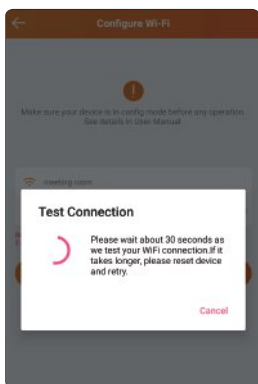 Configure Wi-Fi
Make sure your device is in config mode before any operation
See details in User Manual
meeting room
Test Connection
Please wait about 30 seconds as
we test your WiFi connection.If it
takes longer, please reset device
and retry.
Cancel